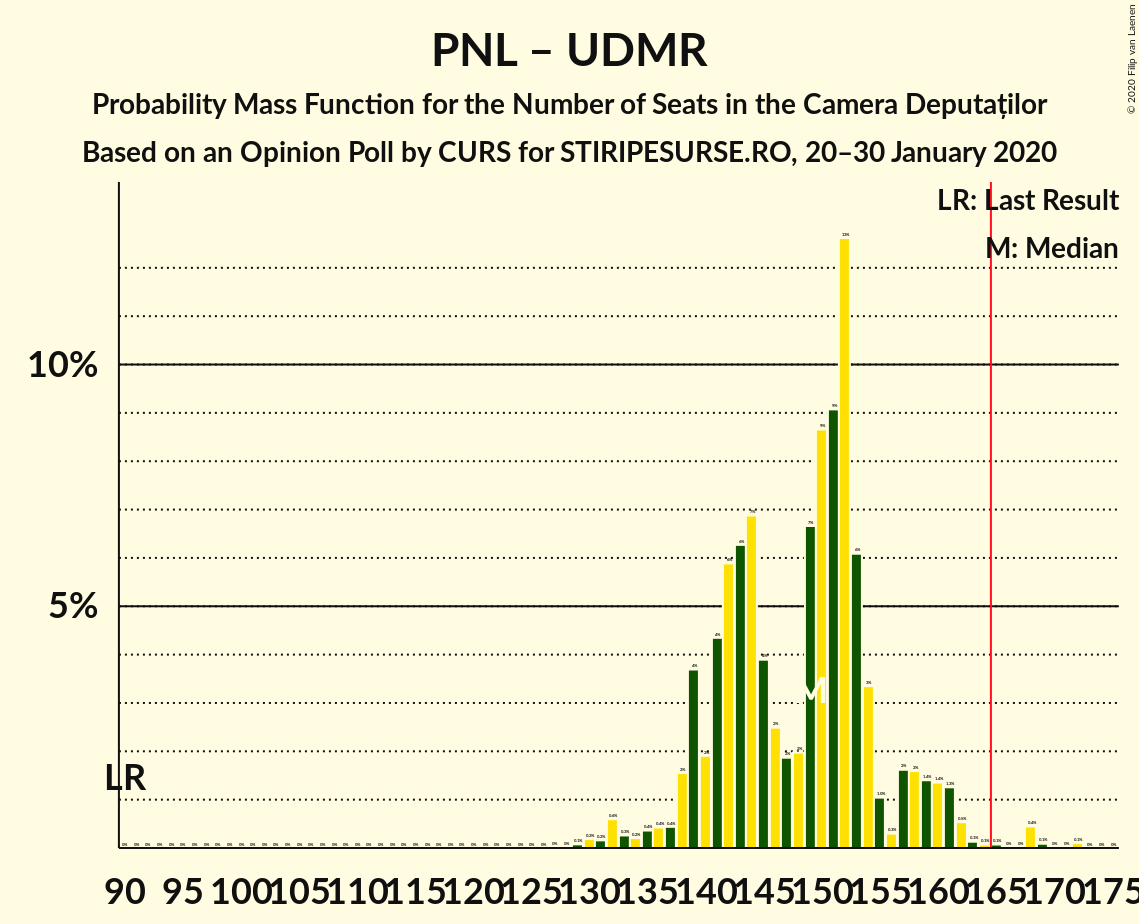 PNL – UDMR
Probability Mass Function for the Number of Seats in the Camera Deputaților
Based on an Opinion Poll by CURS for STIRIPESURSE.RO, 20–30 January 2020
© 2020 Filip van Laenen
LR: Last Result
M: Median
10%
5%
LR
M
90 95 100 105 110 115 120 125 130 135 140 145 150 155 160 165 170 175